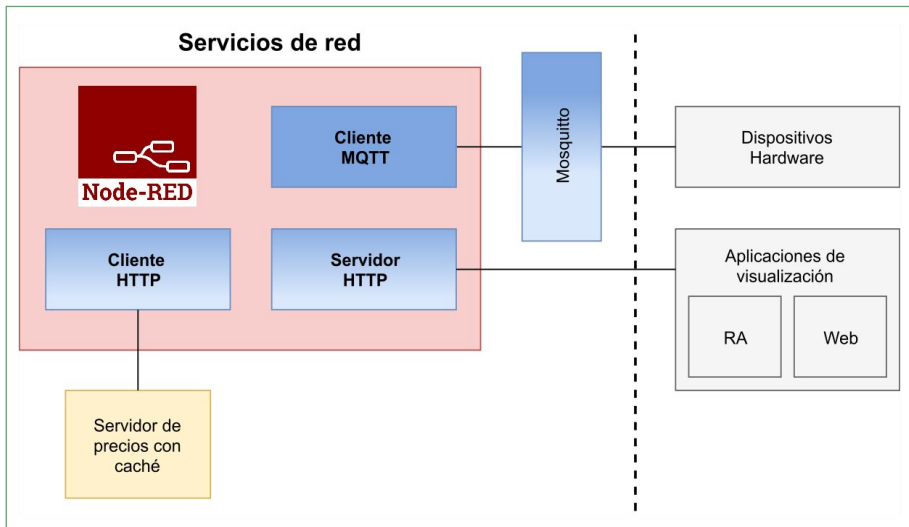 Servicios de red
Node-RED
Cliente
MQTT
Mosquitto
Dispositivos
Hardware
Cliente
HTTP
Servidor
HTTP
Aplicaciones de
visualización
RA
Web
Servidor de
precios con
caché